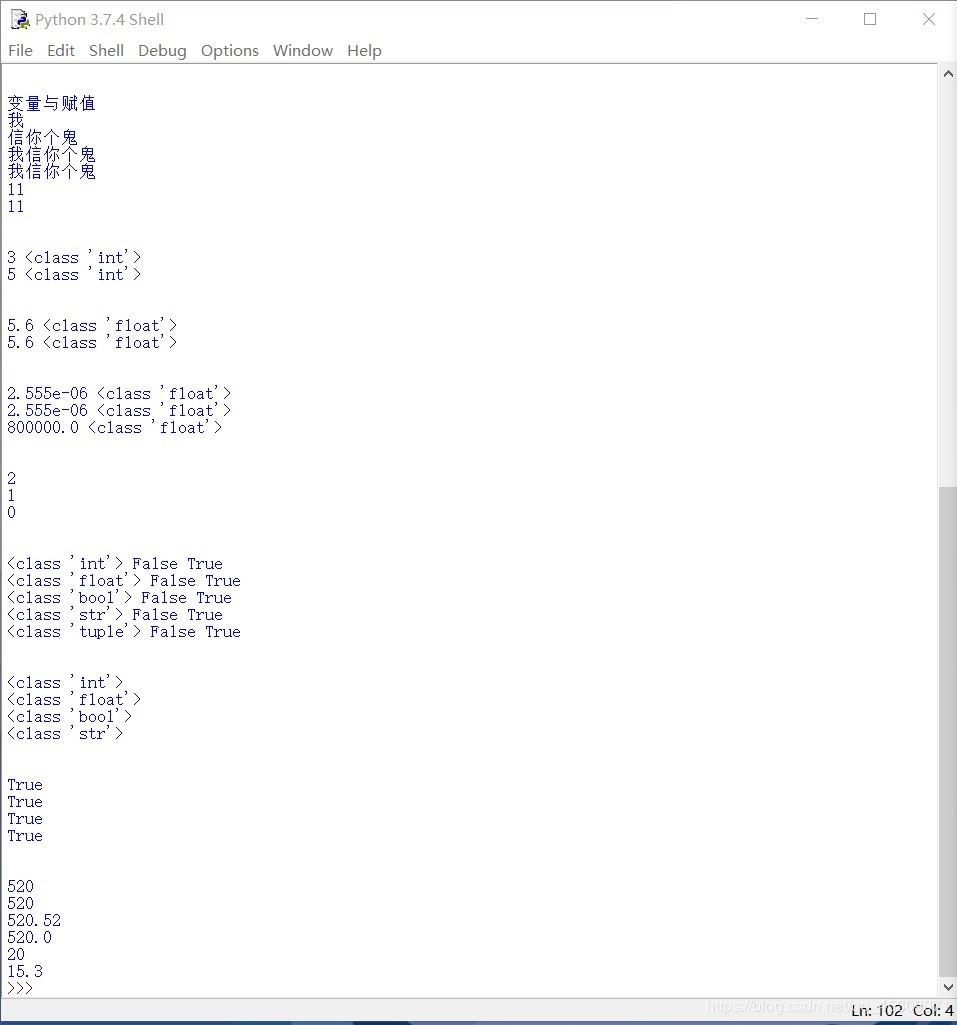 Python 3.7.4 Shell
File Edit Shell Debug Options Window Help
变量与赋值
我
信你个鬼
我信你个鬼
我信你个鬼
11
11
3 <class 'int'>
5 <class 'int'>
5.6 <class 'float'>
5.6 <class 'float'>
2.555e-06 <class 'float'>
2.555e-06 <class 'float'>
800000.0 <class 'float'>
2
1
0
<class 'int'> False True
<class 'float'> False True
<class 'bool'> False True
<class 'str'> False True
<class 'tuple'> False True
<class 'int'>
<class 'float'>
<class 'bool'>
<class 'str'>
True
True
True
True
520
520
520.52
520.0
20
15.3
>>>
Ln: 102 Col: 4